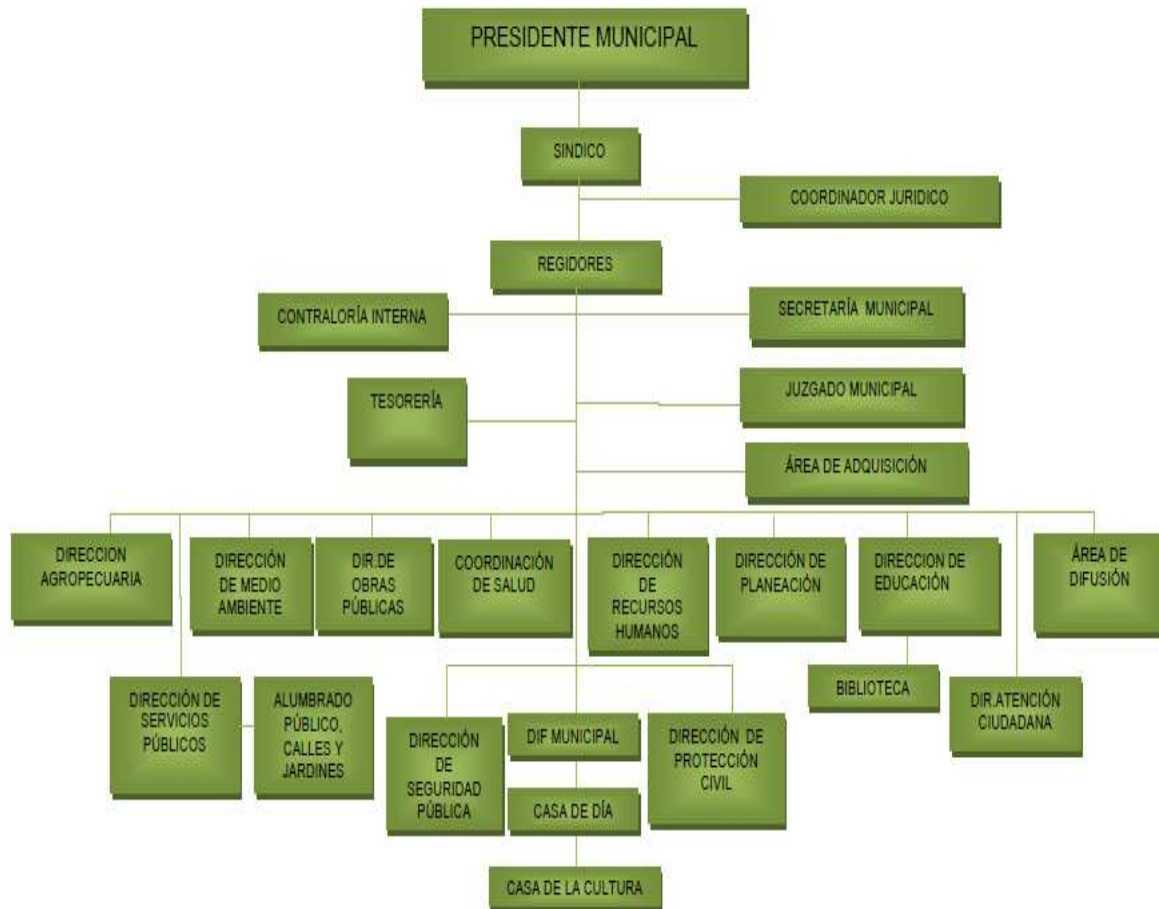 PRESIDENTE MUNICIPAL
SINDICO
COORDINADOR JURIDICO
REGIDORES
CONTRALORÍA INTERNA
SECRETARÍA MUNICIPAL
TESORERÍA
JUZGADO MUNICIPAL
ÁREA DE ADQUISICIÓN
DIRECCION
AGROPECUARIA
DIRECCIÓN
DE MEDIO
AMBIENTE
DIR.DE
OBRAS
PÚBLICAS
COORDINACIÓN
DE SALUD
DIRECCIÓN
DE
RECURSOS
HUMANOS
DIRECCIÓN DE
PLANEACIÓN
DIRECCION DE
EDUCACIÓN
ÁREA DE
DIFUSIÓN
DIRECCIÓN DE
SERVICIOS
PÚBLICOS
ALUMBRADO
PÚBLICO,
CALLES Y
JARDINES
DIRECCIÓN
DE
SEGURIDAD
PÚBLICA
DIF MUNICIPAL
DIRECCIÓN DE
PROTECCIÓN
CIVIL
BIBLIOTECA
DIR.ATENCIÓN
CIUDADANA
CASA DE DÍA
CASA DE LA CULTURA